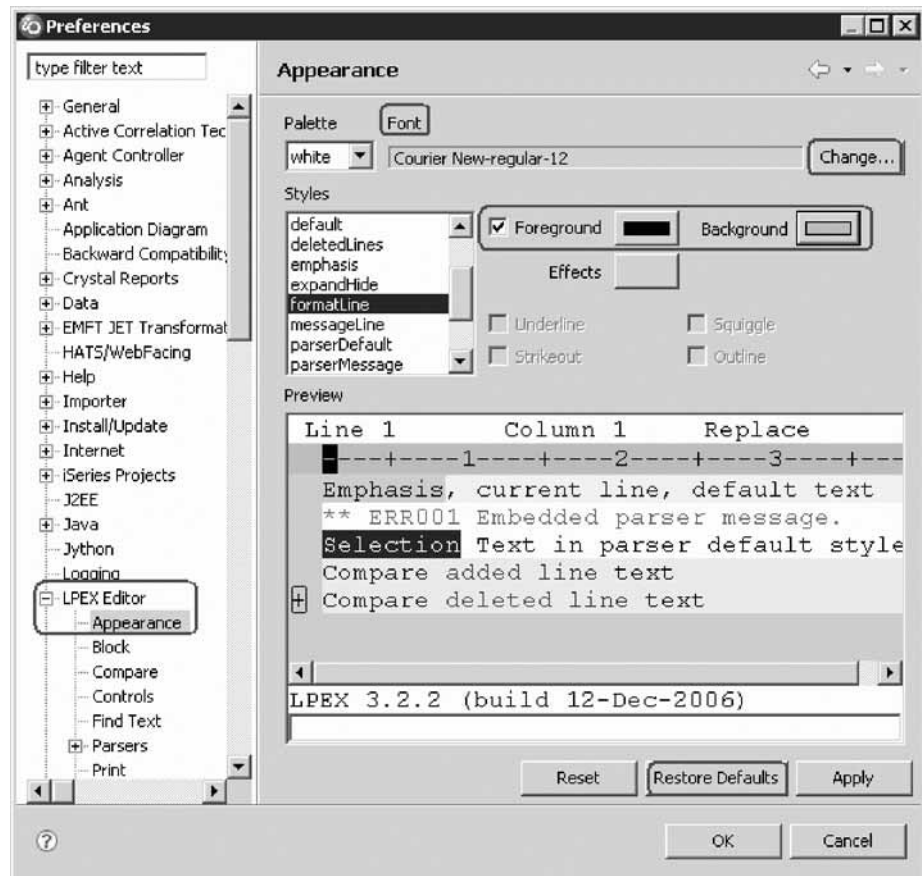 Preferences
type filter text
General
Active Correlation Tec
Agent Controller
Analysis
Ant
Application Diagram
Backward Compatibility
Crystal Reports
Data
EMFT JET Transformat
HATS/WebFacing
Help
Importer
Install/Update
Internet
iSeries Projects
J2EE
Java
Jython
Logging
LPEX Editor
Appearance
Block
Compare
Controls
Find Text
Parsers
Print
Appearance
Palette Font
white Courier New-regular-12 Change...
Styles
default
deletedLines
emphasis
expandHide
formatLine
messageLine
parserDefault
parserMessage
Foreground Background
Effects
Underline Squiggle
Strikeout Outline
Preview
Line 1 Column 1 Replace
----+----1----+----2----+----3----+---
Emphasis, current line, default text
** ERR001 Embedded parser message.
Selection Text in parser default style
Compare added line text
Compare deleted line text
LPEX 3.2.2 (build 12-Dec-2006)
Reset Restore Defaults Apply
OK Cancel